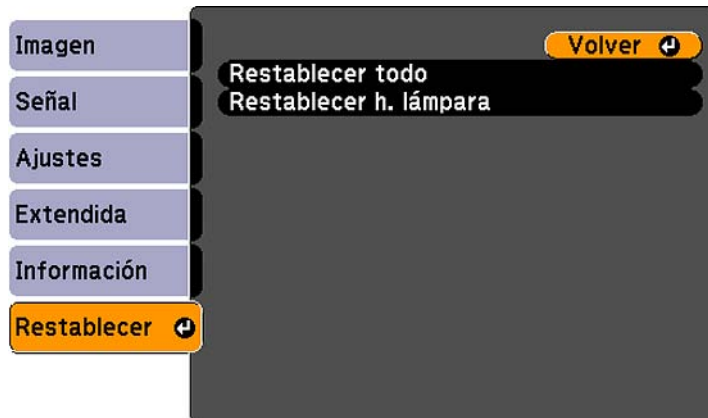 Imagen
Señal
Ajustes
Extendida
Información
Restablecer
Volver
Restablecer todo
Restablecer h. lámpara